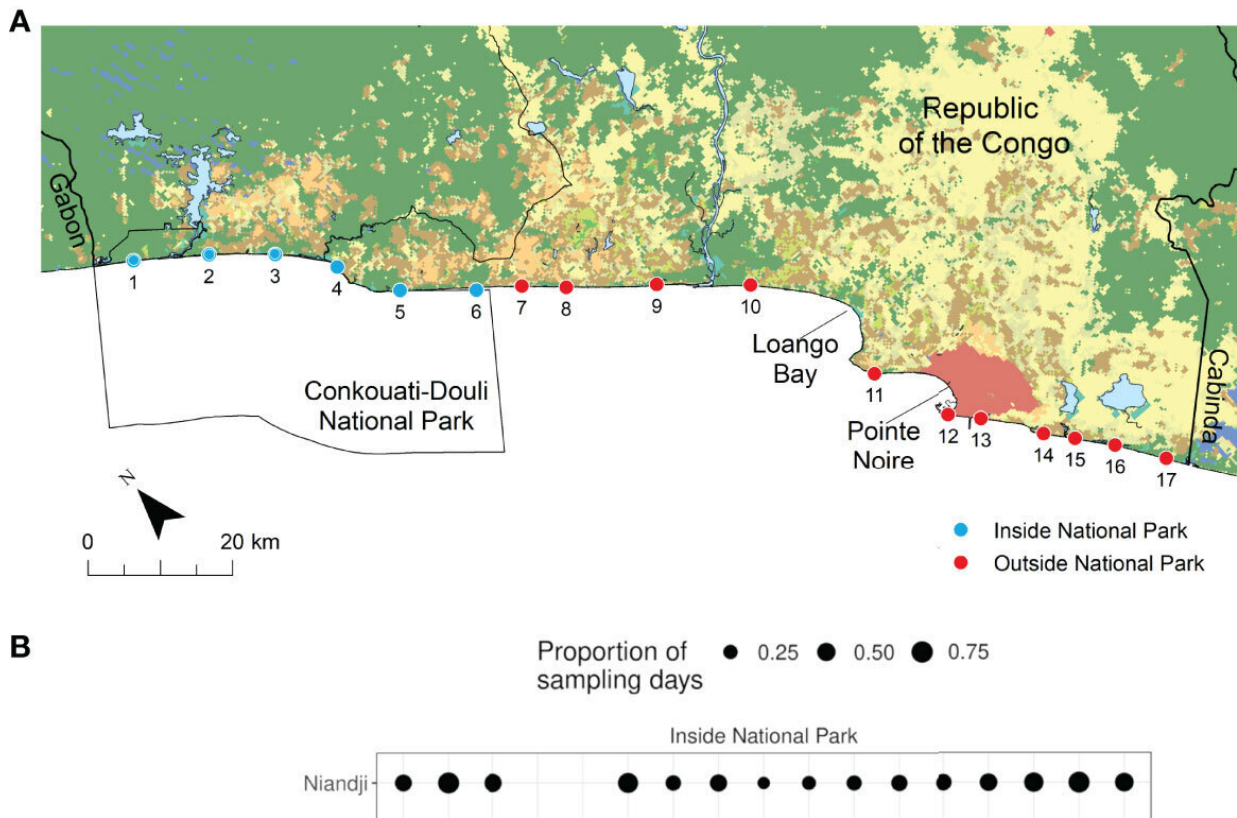 A
Republic
of the Congo
Gabon
1
2
3
4
5
6
7
8
9
10
Loango
Bay
Cabinda
11
Conkouati-Douli
National Park
Pointe
Noire
12
13
14
15
16
17
N
0 20 km
Inside National Park
Outside National Park
B
Proportion of
sampling days
0.25 0.50 0.75
Inside National Park
Niandji